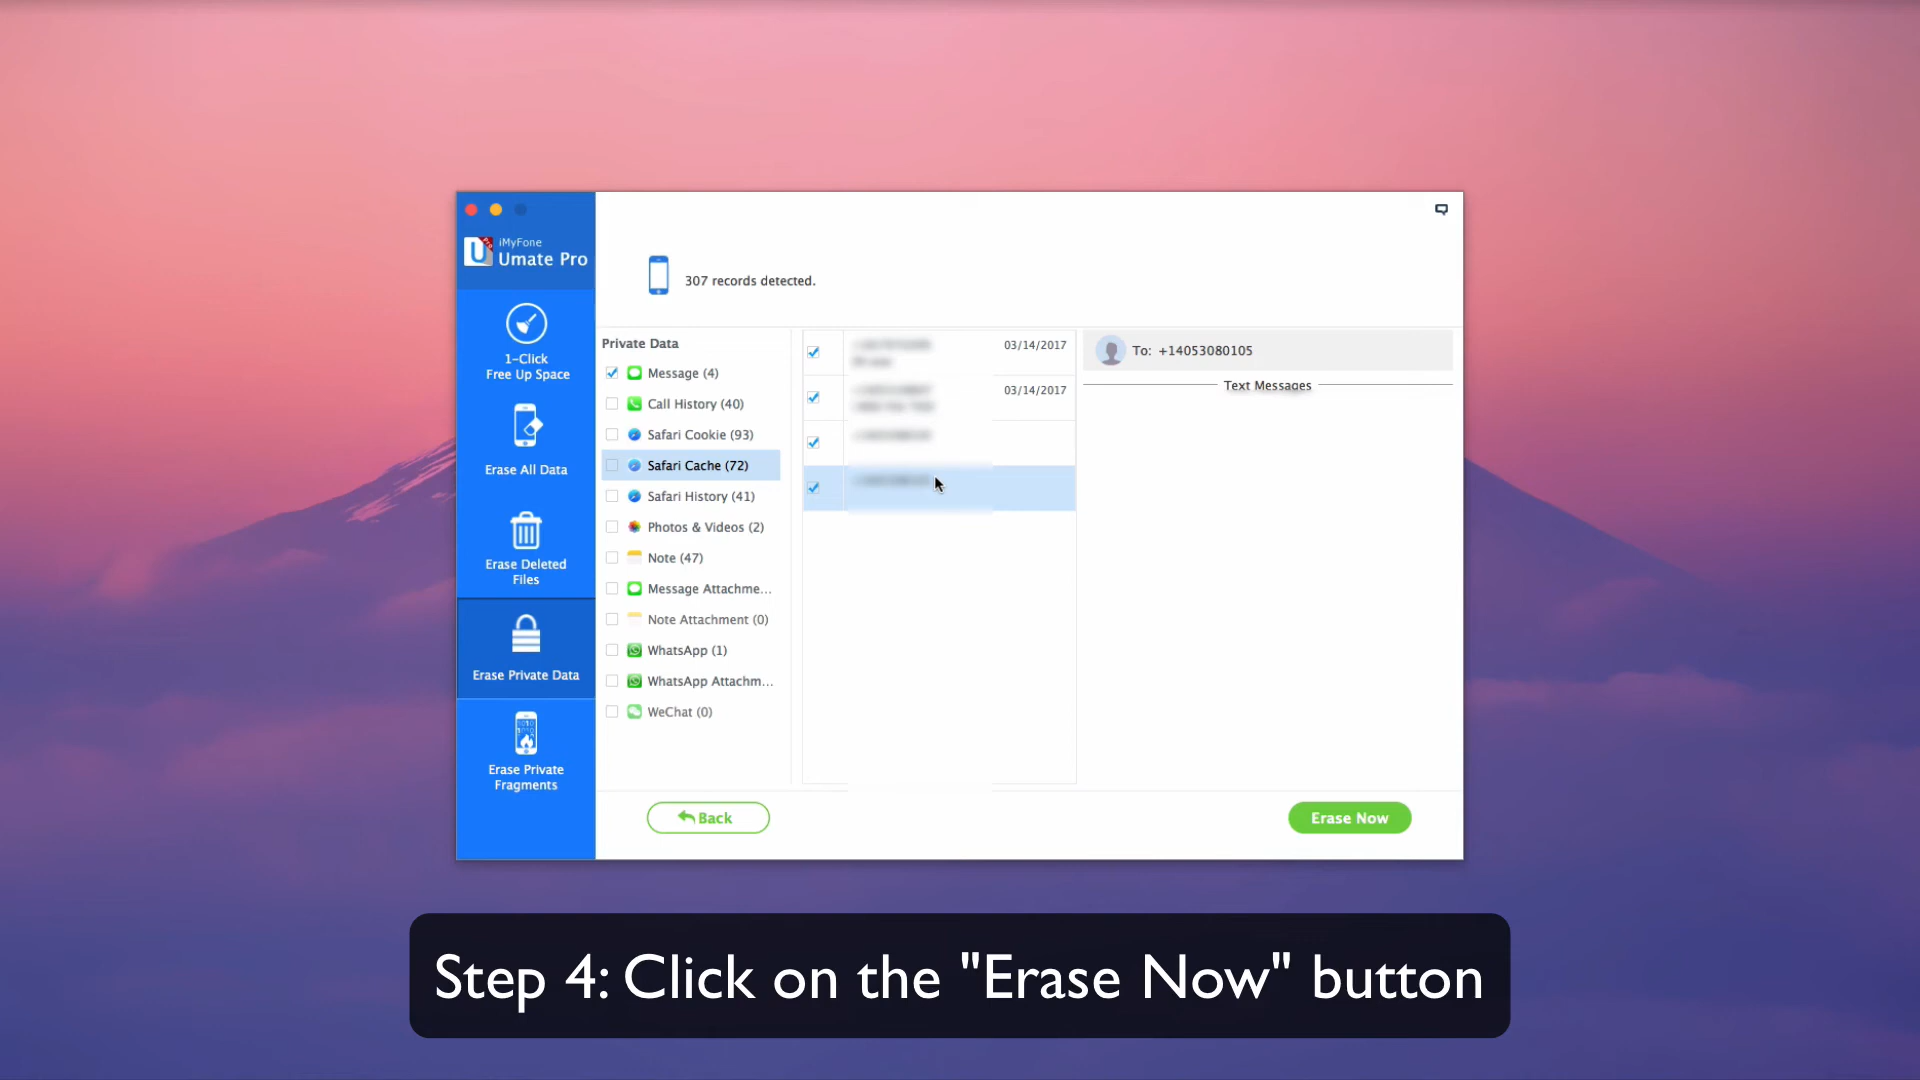 iMyFone
Umate Pro
307 records detected.
1-Click
Free Up Space
Erase All Data
Erase Deleted
Files
Erase Private Data
Erase Private
Fragments
Private Data
Message (4)
Call History (40)
Safari Cookie (93)
Safari Cache (72)
Safari History (41)
Photos & Videos (2)
Note (47)
Message Attachme...
Note Attachment (0)
WhatsApp (1)
WhatsApp Attachm...
WeChat (0)
03/14/2017
03/14/2017
To: +14053080105
Text Messages
Back
Erase Now
Step 4: Click on the "Erase Now" button